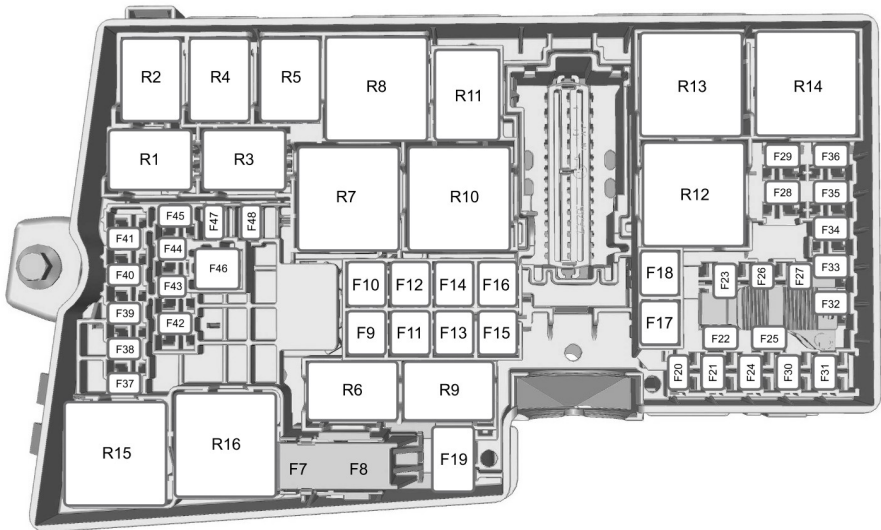 R2 R4 R5 R8 R11 R13 R14
R1 R3 R7 R10 R12 F29 F36
F28 F35
F45 F47 F48 F34
F41 F44
F40 F46 F18 F23 F26 F27 F33
F43 F10 F12 F14 F16
F39 F42 F9 F11 F13 F15 F17 F32
F22 F25
F38
F37 R6 R9 F20 F21 F24 F30 F31
R15 R16 F7 F8 F19